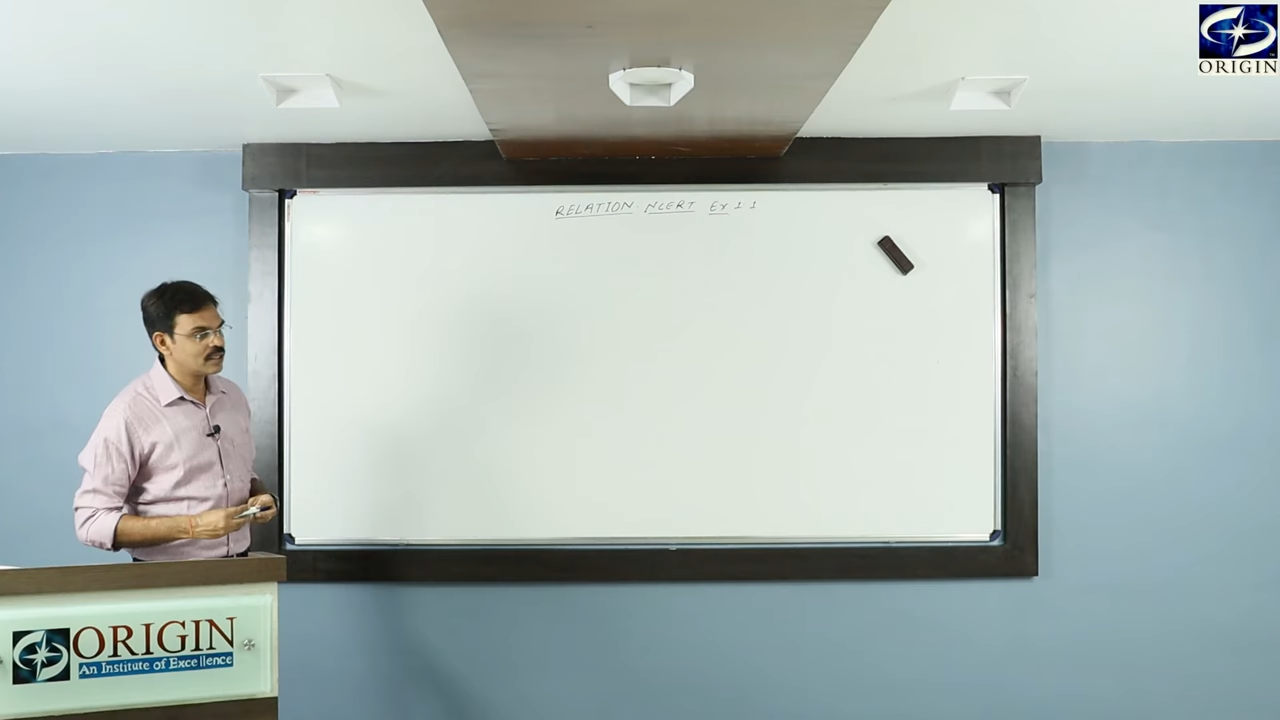 ORIGIN
RELATION. NCERT Ex 1.1
ORIGIN
An Institute of Excellence